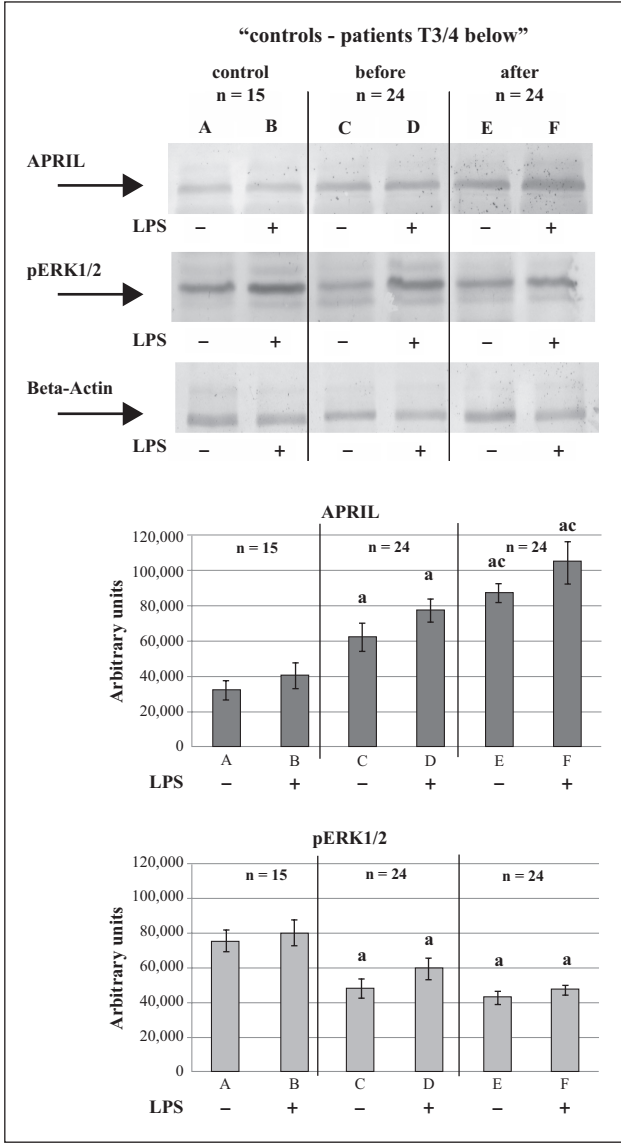 “controls - patients T3/4 below”
control before after
n = 15 n = 24 n = 24
A B C D E F
APRIL
LPS – + – + – +
pERK1/2
LPS – + – + – +
Beta-Actin
LPS – + – + – +
APRIL
Arbitrary units
120,000
100,000
80,000
60,000
40,000
20,000
0
n = 15 n = 24 n = 24
a a ac ac
A B C D E F
LPS – + – + – +
pERK1/2
Arbitrary units
120,000
100,000
80,000
60,000
40,000
20,000
0
n = 15 n = 24 n = 24
a a a a
A B C D E F
LPS – + – + – +